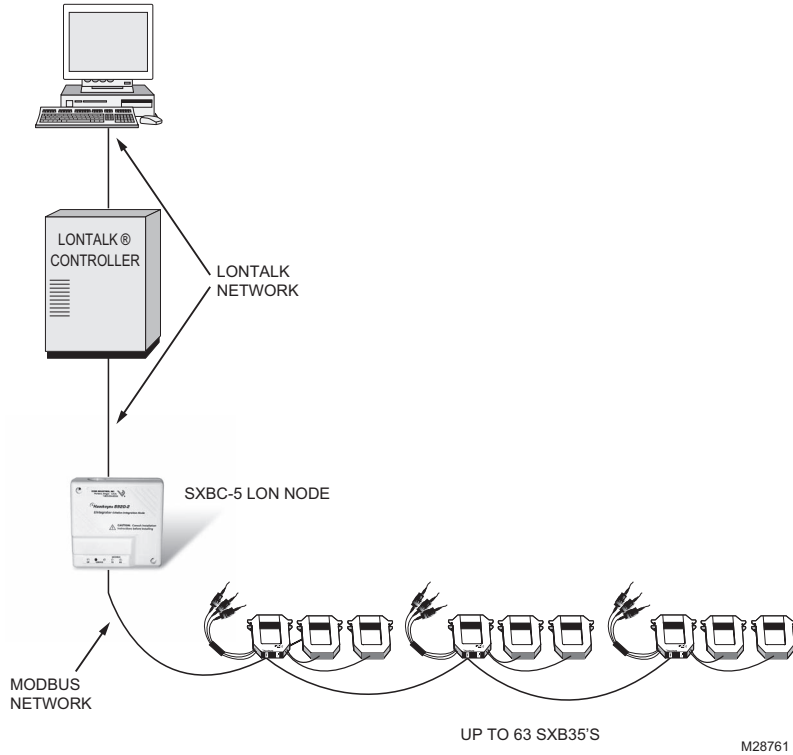 LONTALK ®
CONTROLLER
LONTALK
NETWORK
SXBC-5 LON NODE
MODBUS
NETWORK
UP TO 63 SXB35'S
M28761